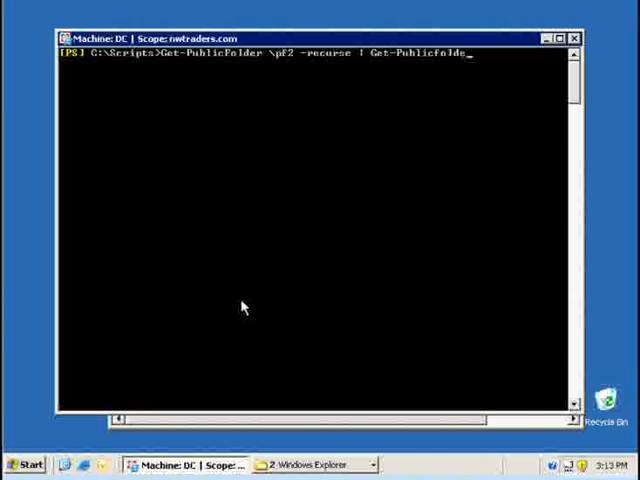 Machine: DC | Scope: nwtraders.com
[PS] C:\Scripts>Get-PublicFolder \pf2 -recurse | Get-Publicfolde_
Recycle Bin
Start
Machine: DC | Scope: ...
2 Windows Explorer
3:13 PM